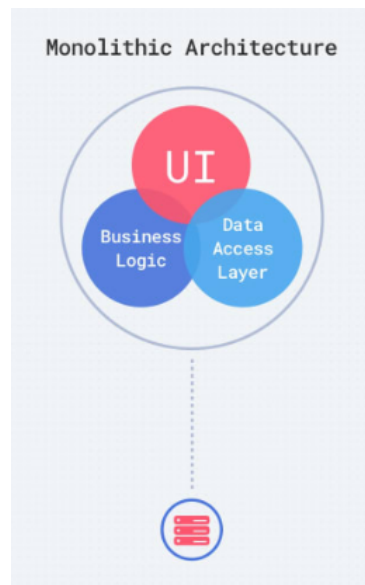 Monolithic Architecture
UI
Business
Logic
Data
Access
Layer